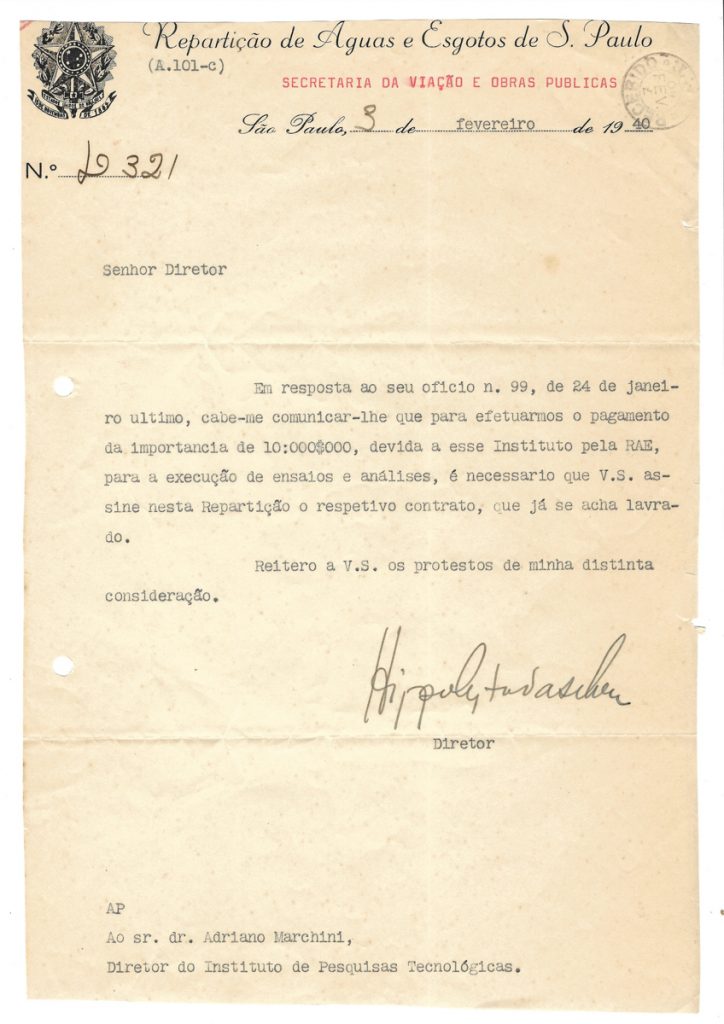 Repartição de Aguas e Esgotos de S. Paulo
(A.101-c)
SECRETARIA DA VIAÇÃO E OBRAS PUBLICAS
São Paulo, 3 de fevereiro de 1940
N.º D 321
Senhor Diretor
Em resposta ao seu oficio n. 99, de 24 de janei-
ro ultimo, cabe-me comunicar-lhe que para efetuarmos o pagamento
da importancia de 10:000$000, devida a esse Instituto pela RAE,
para a execução de ensaios e análises, é necessario que V.S. as-
sine nesta Repartição o respetivo contrato, que já se acha lavra-
do.
Reitero a V.S. os protestos de minha distinta
consideração.
Diretor
AP
Ao sr. dr. Adriano Marchini,
Diretor do Instituto de Pesquisas Tecnológicas.